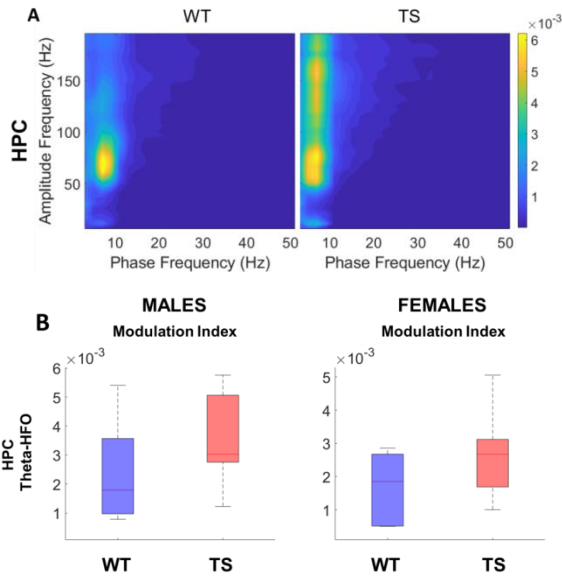 A
WT
TS
×10⁻³
HPC
Amplitude Frequency (Hz)
150
100
50
6
5
4
3
2
1
10 20 30 40 50
10 20 30 40 50
Phase Frequency (Hz)
Phase Frequency (Hz)
B
MALES
FEMALES
Modulation Index
Modulation Index
HPC
Theta-HFO
×10⁻³
6
5
4
3
2
1
WT TS
×10⁻³
5
4
3
2
1
WT TS